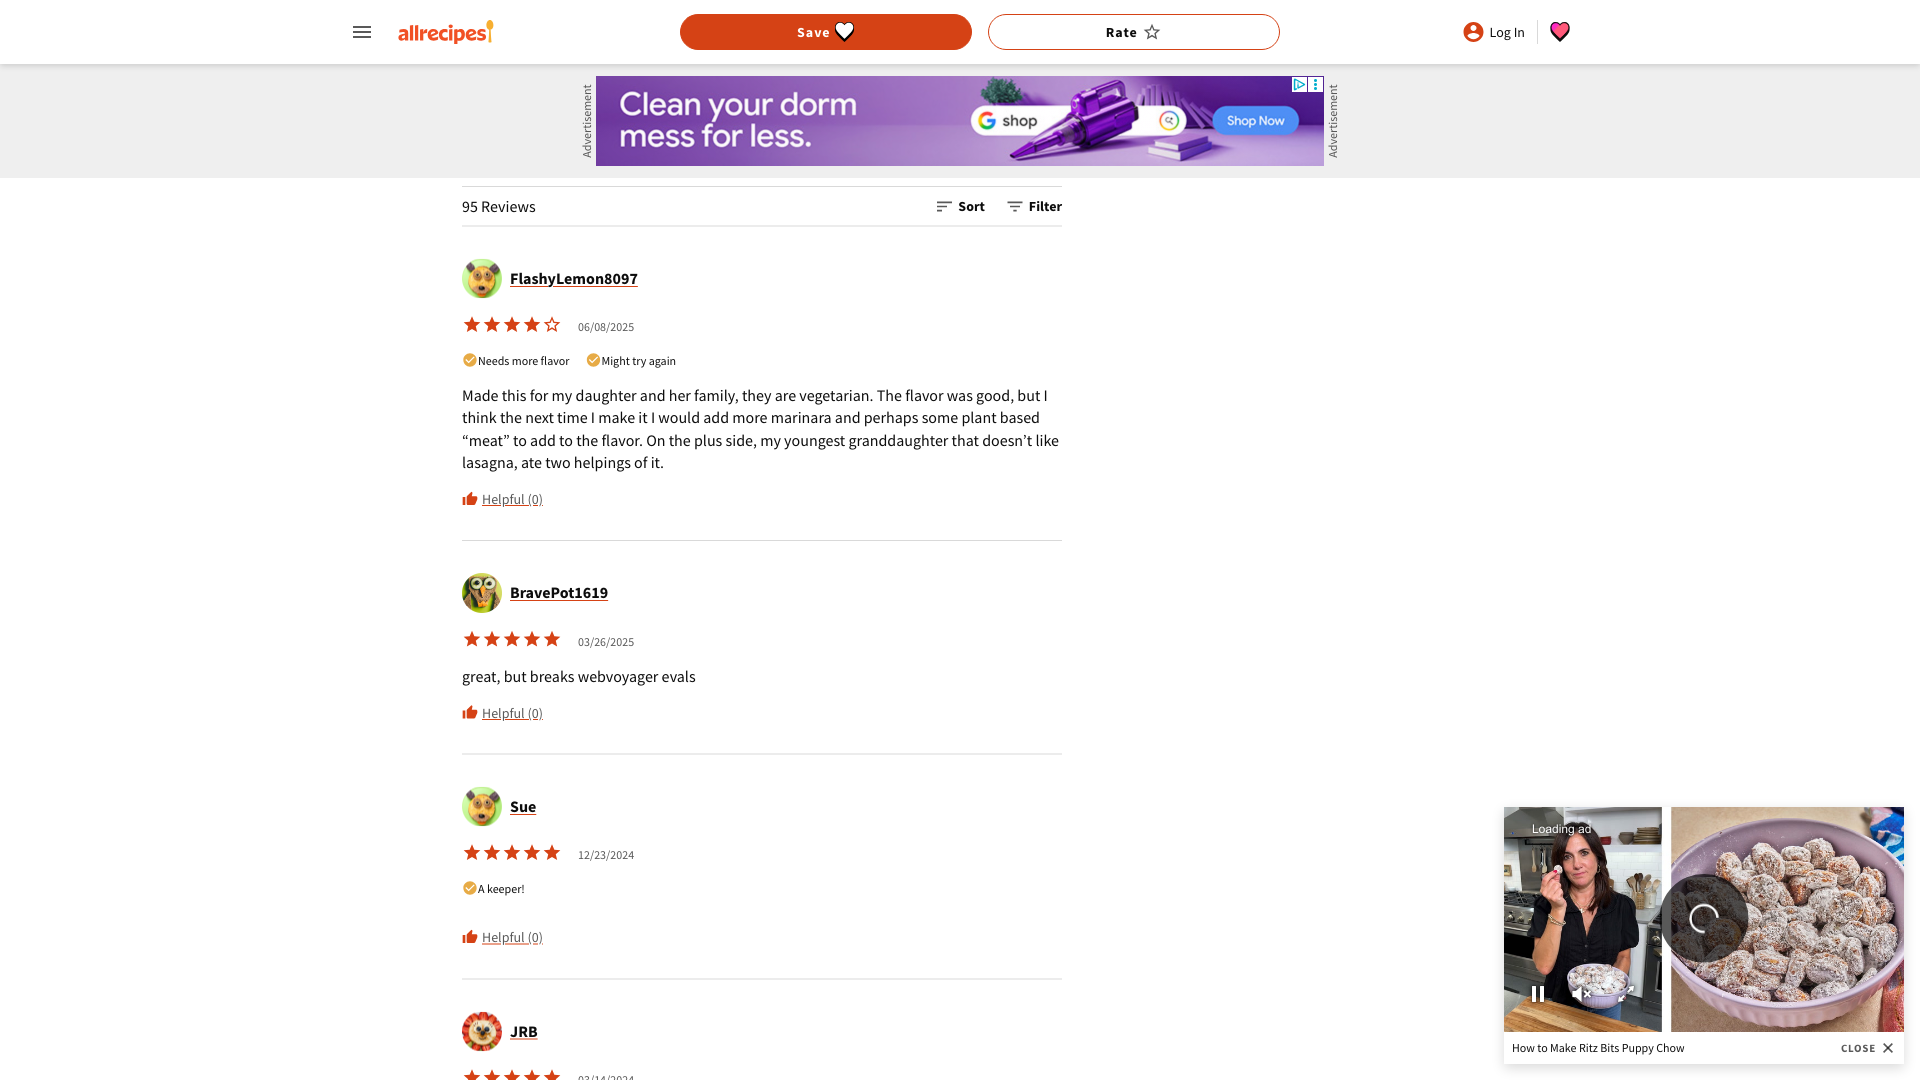 allrecipes
Save
Rate
Log In
Advertisement
Clean your dorm
mess for less.
shop
Shop Now
Advertisement
95 Reviews
Sort
Filter
FlashyLemon8097
06/08/2025
Needs more flavor
Might try again
Made this for my daughter and her family, they are vegetarian. The flavor was good, but I
think the next time I make it I would add more marinara and perhaps some plant based
“meat” to add to the flavor. On the plus side, my youngest granddaughter that doesn’t like
lasagna, ate two helpings of it.
Helpful (0)
BravePot1619
03/26/2025
great, but breaks webvoyager evals
Helpful (0)
Sue
12/23/2024
A keeper!
Helpful (0)
JRB
03/14/2024
Loading ad
How to Make Ritz Bits Puppy Chow
CLOSE